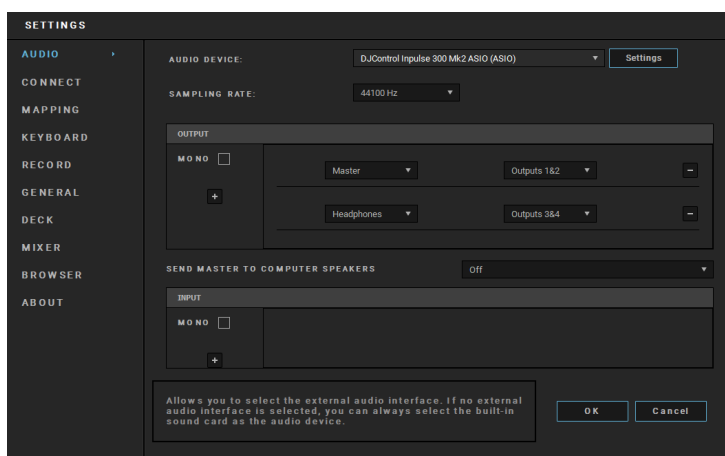 SETTINGS
AUDIO
CONNECT
MAPPING
KEYBOARD
RECORD
GENERAL
DECK
MIXER
BROWSER
ABOUT
AUDIO DEVICE: DJControl Inpulse 300 Mk2 ASIO (ASIO) Settings
SAMPLING RATE: 44100 Hz
OUTPUT
MONO
+
Master Outputs 1&2 -
Headphones Outputs 3&4 -
SEND MASTER TO COMPUTER SPEAKERS Off
INPUT
MONO
+
Allows you to select the external audio interface. If no external
audio interface is selected, you can always select the built-in
sound card as the audio device.
OK Cancel